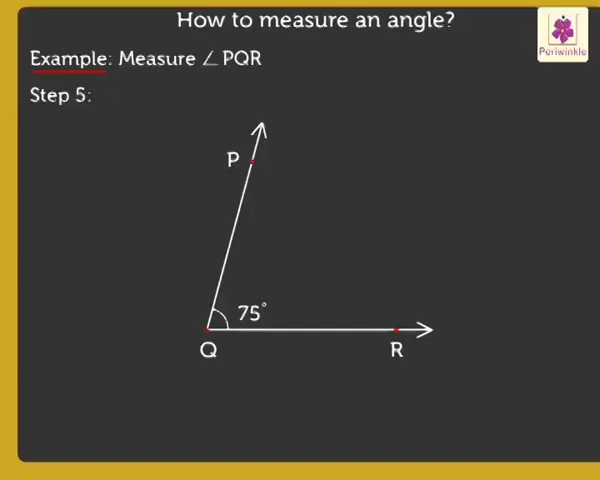 How to measure an angle?
Periwinkle
Example: Measure ∠ PQR
Step 5:
P
75°
Q
R